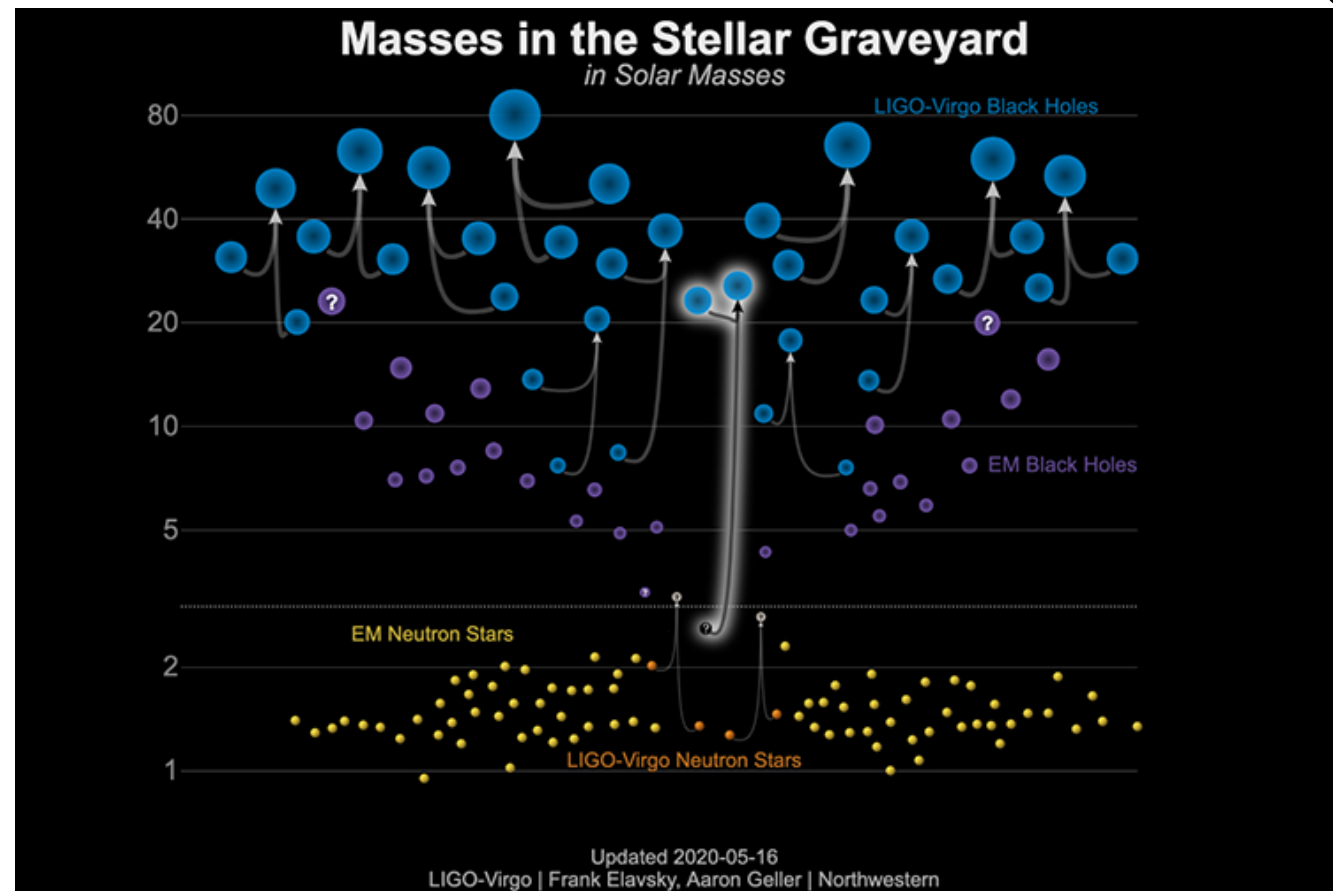 Masses in the Stellar Graveyard
in Solar Masses
LIGO-Virgo Black Holes
80
40
?
20
?
10
EM Black Holes
5
?
?
?
?
EM Neutron Stars
2
LIGO-Virgo Neutron Stars
1
Updated 2020-05-16
LIGO-Virgo | Frank Elavsky, Aaron Geller | Northwestern